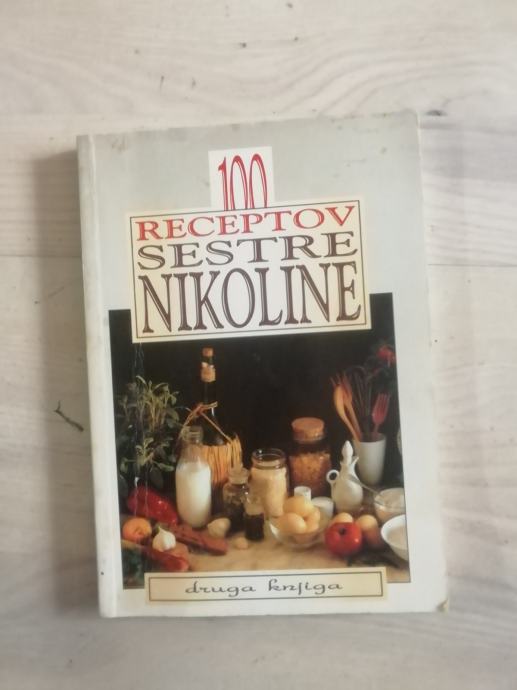 100
RECEPTOV
SESTRE
NIKOLINE
druga knjiga